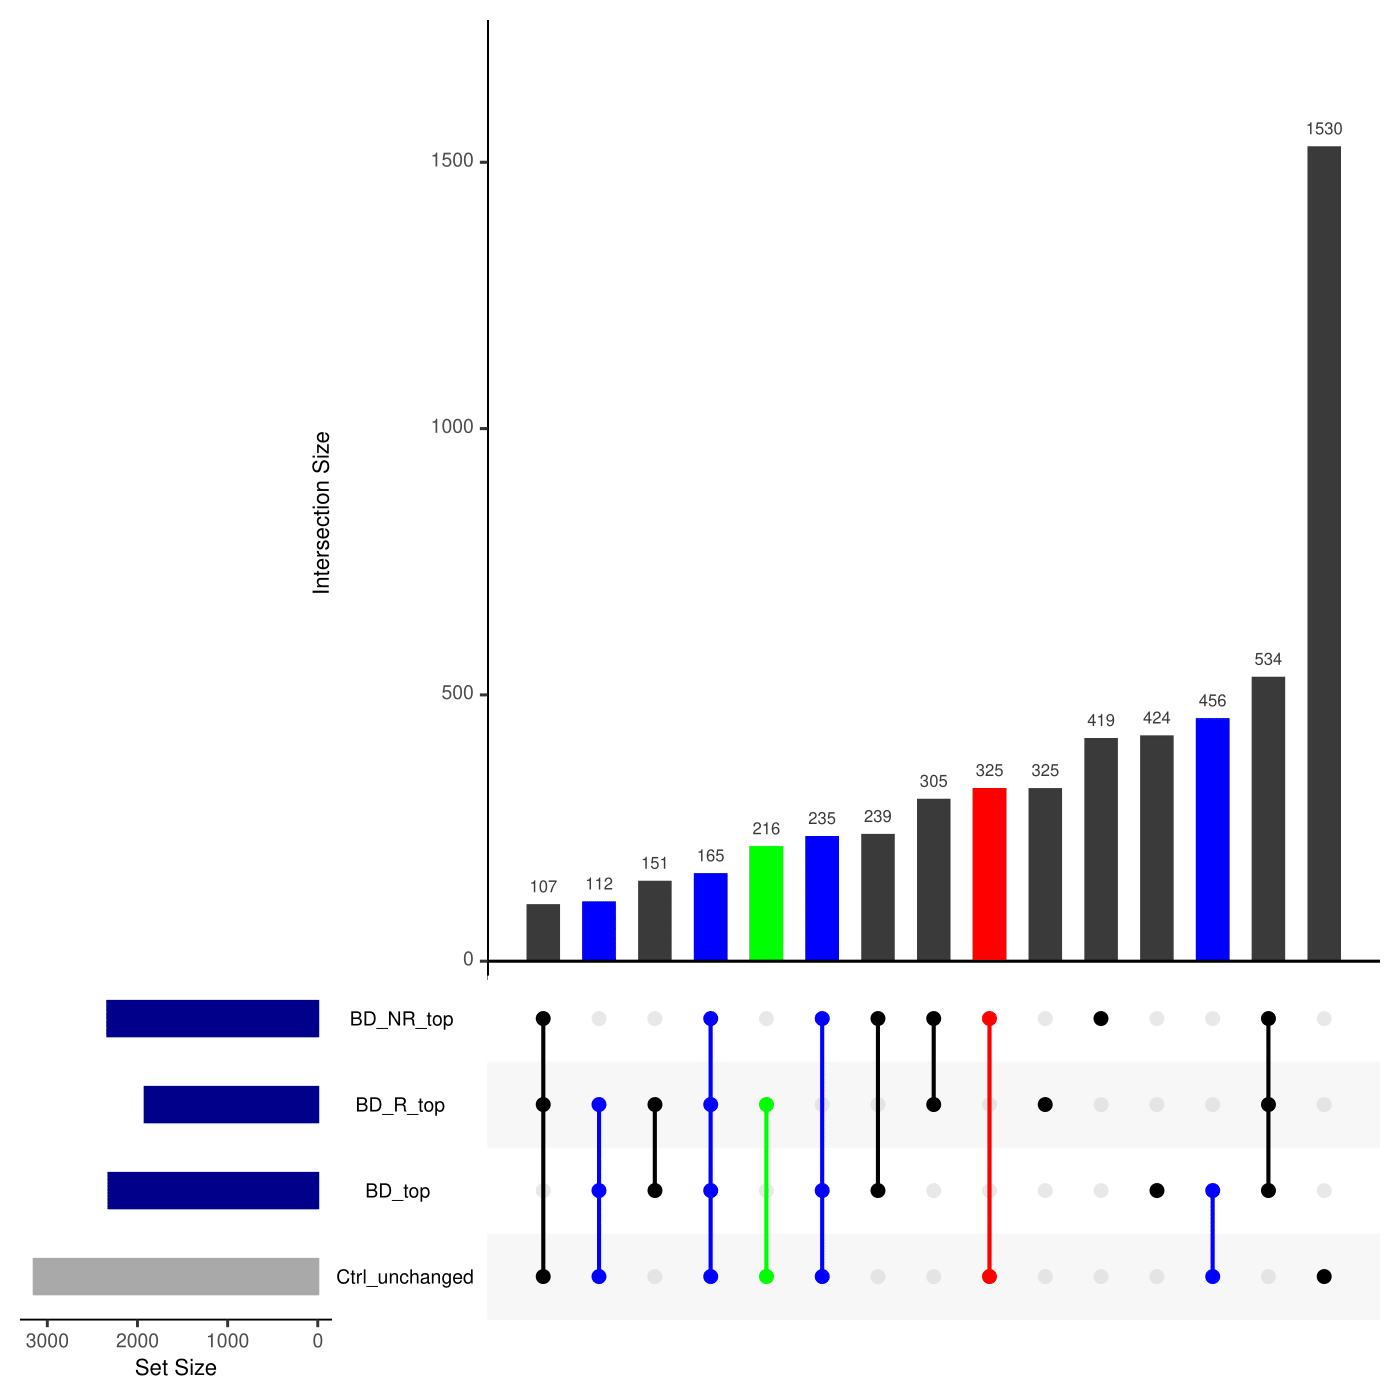 1530
1500
1000
Intersection Size
534
500
456
424
419
325
325
305
239
235
216
165
151
112
107
0
BD_NR_top
BD_R_top
BD_top
Ctrl_unchanged
3000 2000 1000 0
Set Size